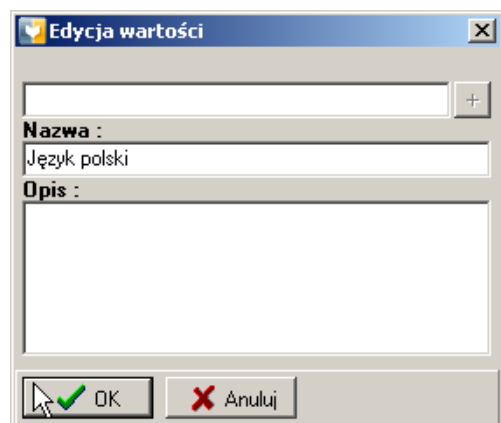 Edycja wartości
+
Nazwa :
Język polski
Opis :
OK
Anuluj